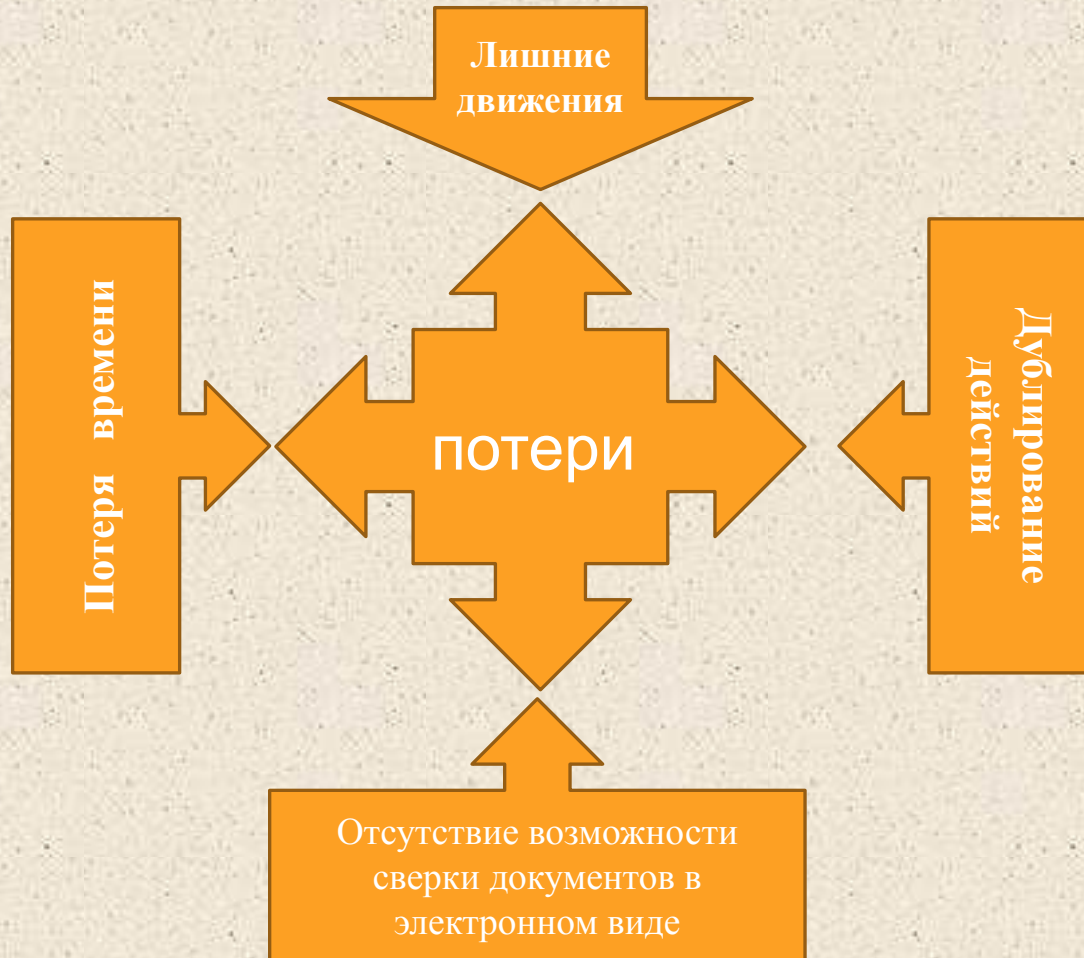 Лишние
движения
Потеря времени
потери
Дублирование
действий
Отсутствие возможности
сверки документов в
электронном виде